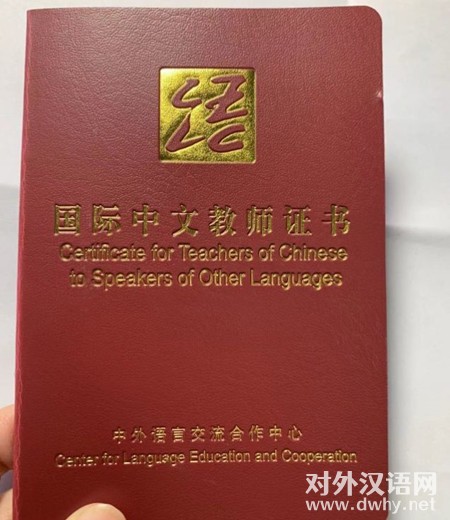 国际中文教师证书
Certificate for Teachers of Chinese
to Speakers of Other Languages
中外语言交流合作中心
Center for Language Education and Cooperation
对外汉语网
www.dwhy.net